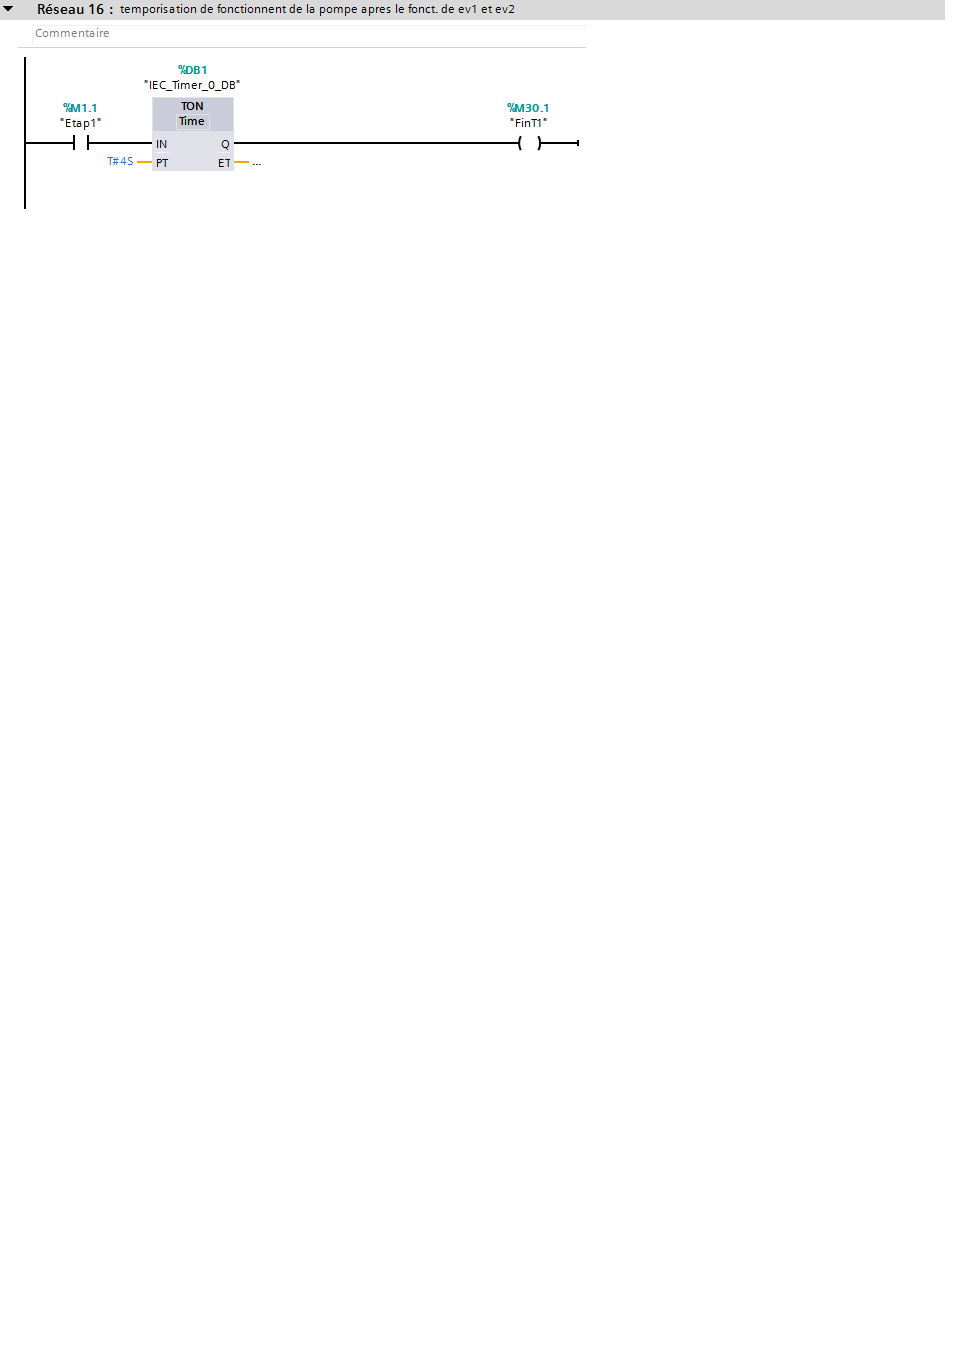 Réseau 16 : temporisation de fonctionnent de la pompe apres le fonct. de ev1 et ev2
Commentaire
%DB1
"IEC_Timer_0_DB"
%M1.1
"Etap1"
TON
Time
%M30.1
"FinT1"
IN Q
T#4S PT ET ...